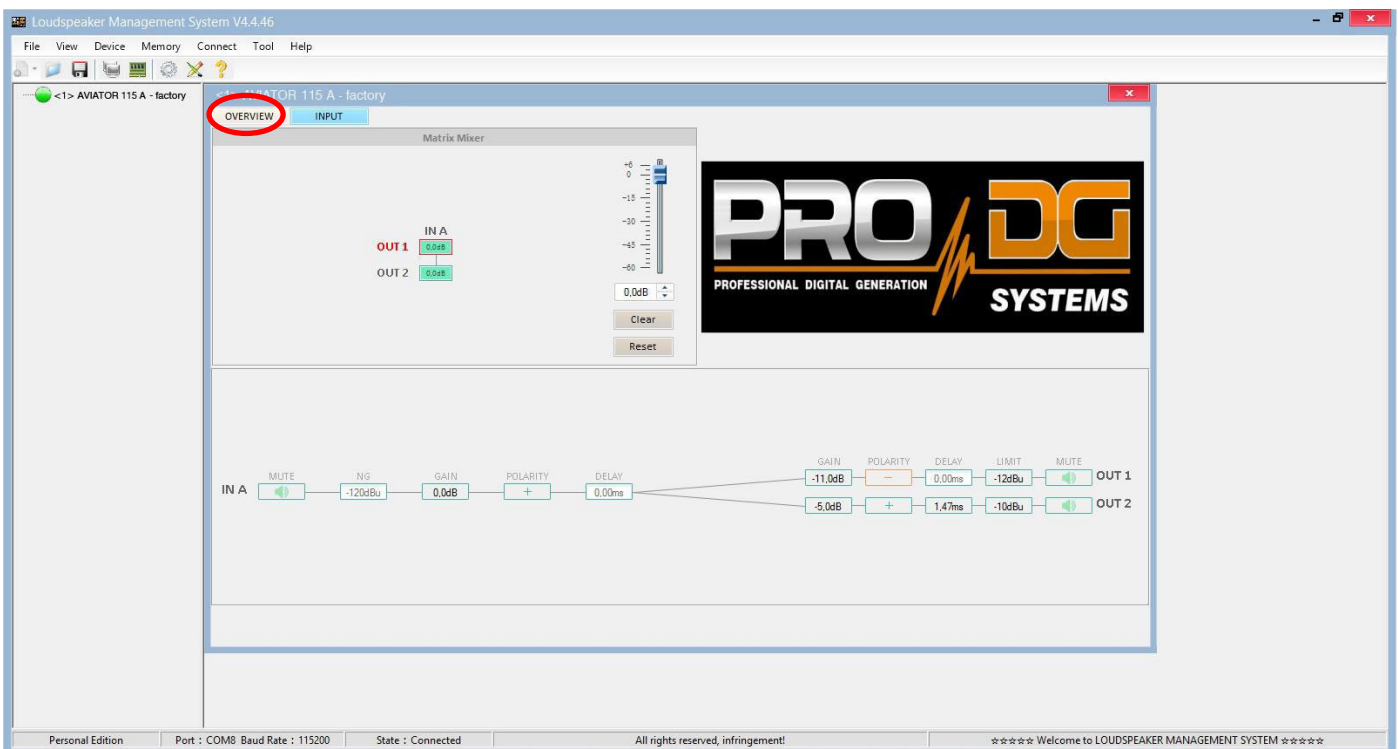 Loudspeaker Management System V4.4.46
File View Device Memory Connect Tool Help
<1> AVIATOR 115 A - factory
<1> AVIATOR 115 A - factory
OVERVIEW INPUT
Matrix Mixer
+6
0
-15
-30
-45
-60
IN A
OUT 1 0,0dB
OUT 2 0,0dB
0,0dB
Clear
Reset
PRO DG
PROFESSIONAL DIGITAL GENERATION
SYSTEMS
MUTE NG GAIN POLARITY DELAY
IN A -120dBu 0,0dB + 0,00ms
GAIN POLARITY DELAY LIMIT MUTE
-11,0dB − 0,00ms -12dBu OUT 1
-5,0dB + 1,47ms -10dBu OUT 2
Personal Edition Port : COM8 Baud Rate : 115200 State : Connected All rights reserved, infringement! ☆☆☆☆☆ Welcome to LOUDSPEAKER MANAGEMENT SYSTEM ☆☆☆☆☆